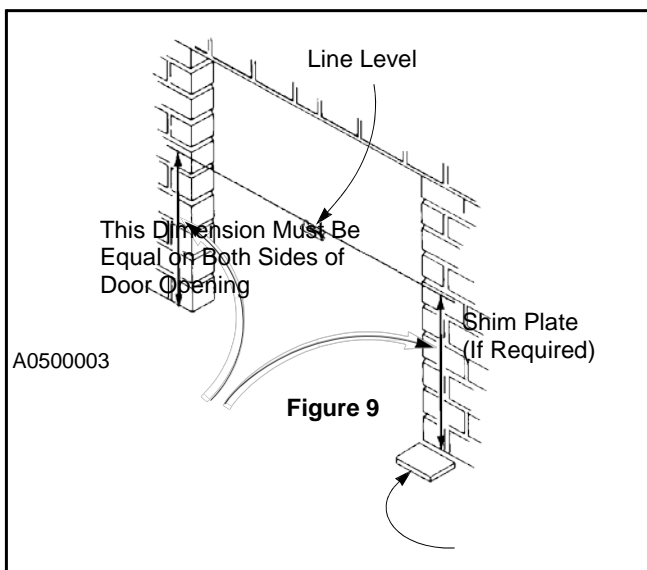 Line Level
This Dimension Must Be
Equal on Both Sides of
Door Opening
Shim Plate
(If Required)
A0500003
Figure 9